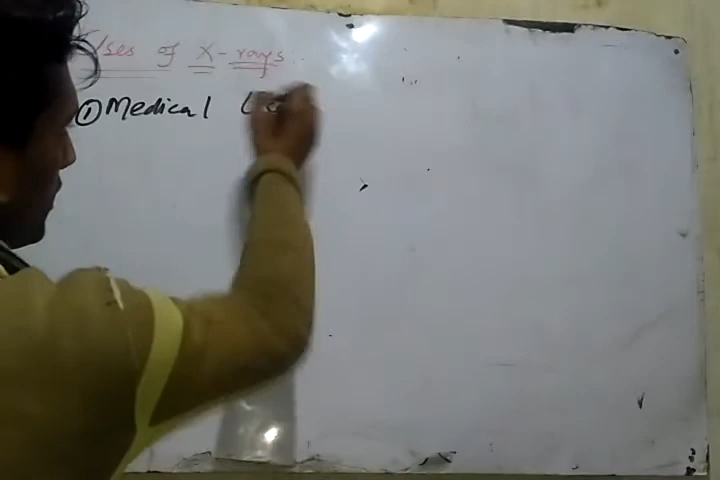 Uses of X-rays
① Medical